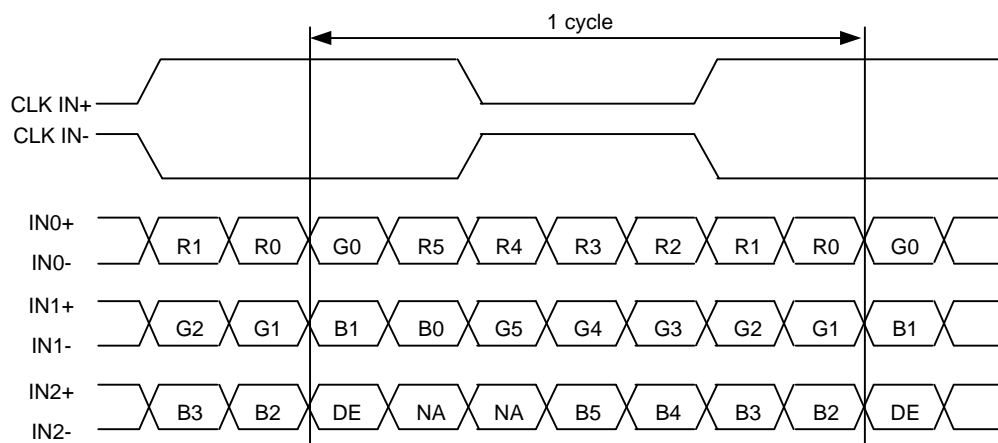 1 cycle
CLK IN+
CLK IN-
IN0+
R1 R0 G0 R5 R4 R3 R2 R1 R0 G0
IN0-
IN1+
G2 G1 B1 B0 G5 G4 G3 G2 G1 B1
IN1-
IN2+
B3 B2 DE NA NA B5 B4 B3 B2 DE
IN2-